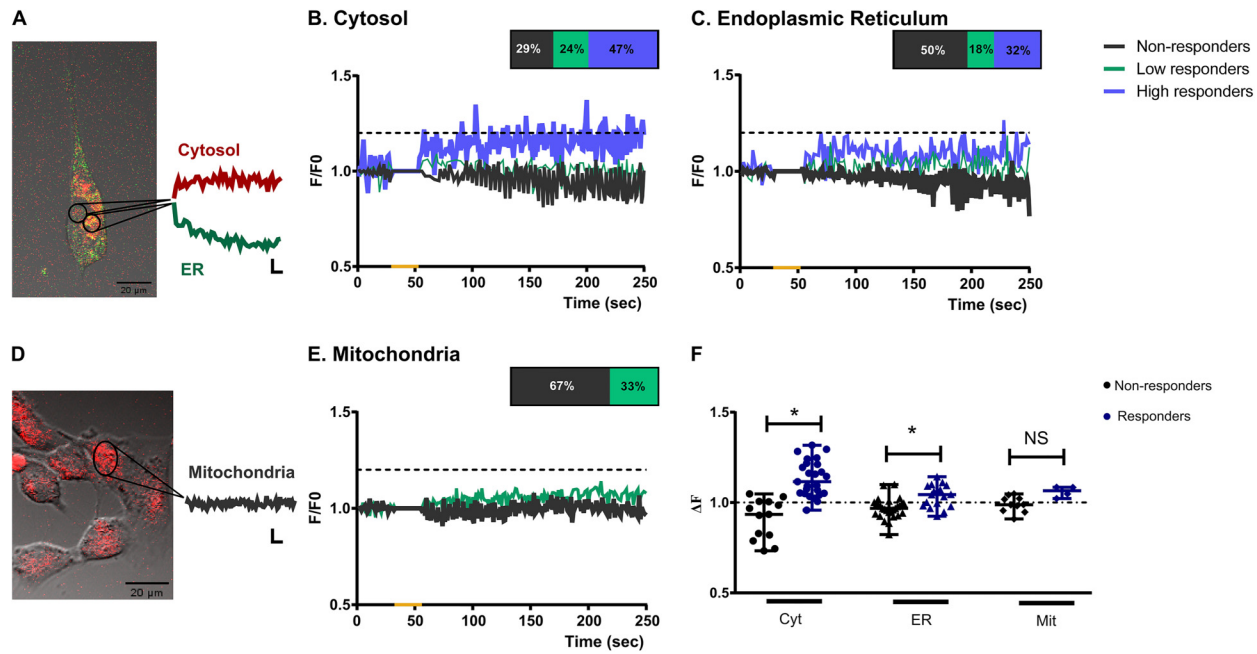 A
Cytosol
ER
20 μm
B. Cytosol
29% 24% 47%
1.5
1.0
0.5
F/F0
0 50 100 150 200 250
Time (sec)
C. Endoplasmic Reticulum
50% 18% 32%
1.5
1.0
0.5
F/F0
0 50 100 150 200 250
Time (sec)
Non-responders
Low responders
High responders
D
Mitochondria
20 μm
E. Mitochondria
67% 33%
1.5
1.0
0.5
F/F0
0 50 100 150 200 250
Time (sec)
F
Non-responders
Responders
1.5
1.0
0.5
ΔF
* * NS
Cyt ER Mit